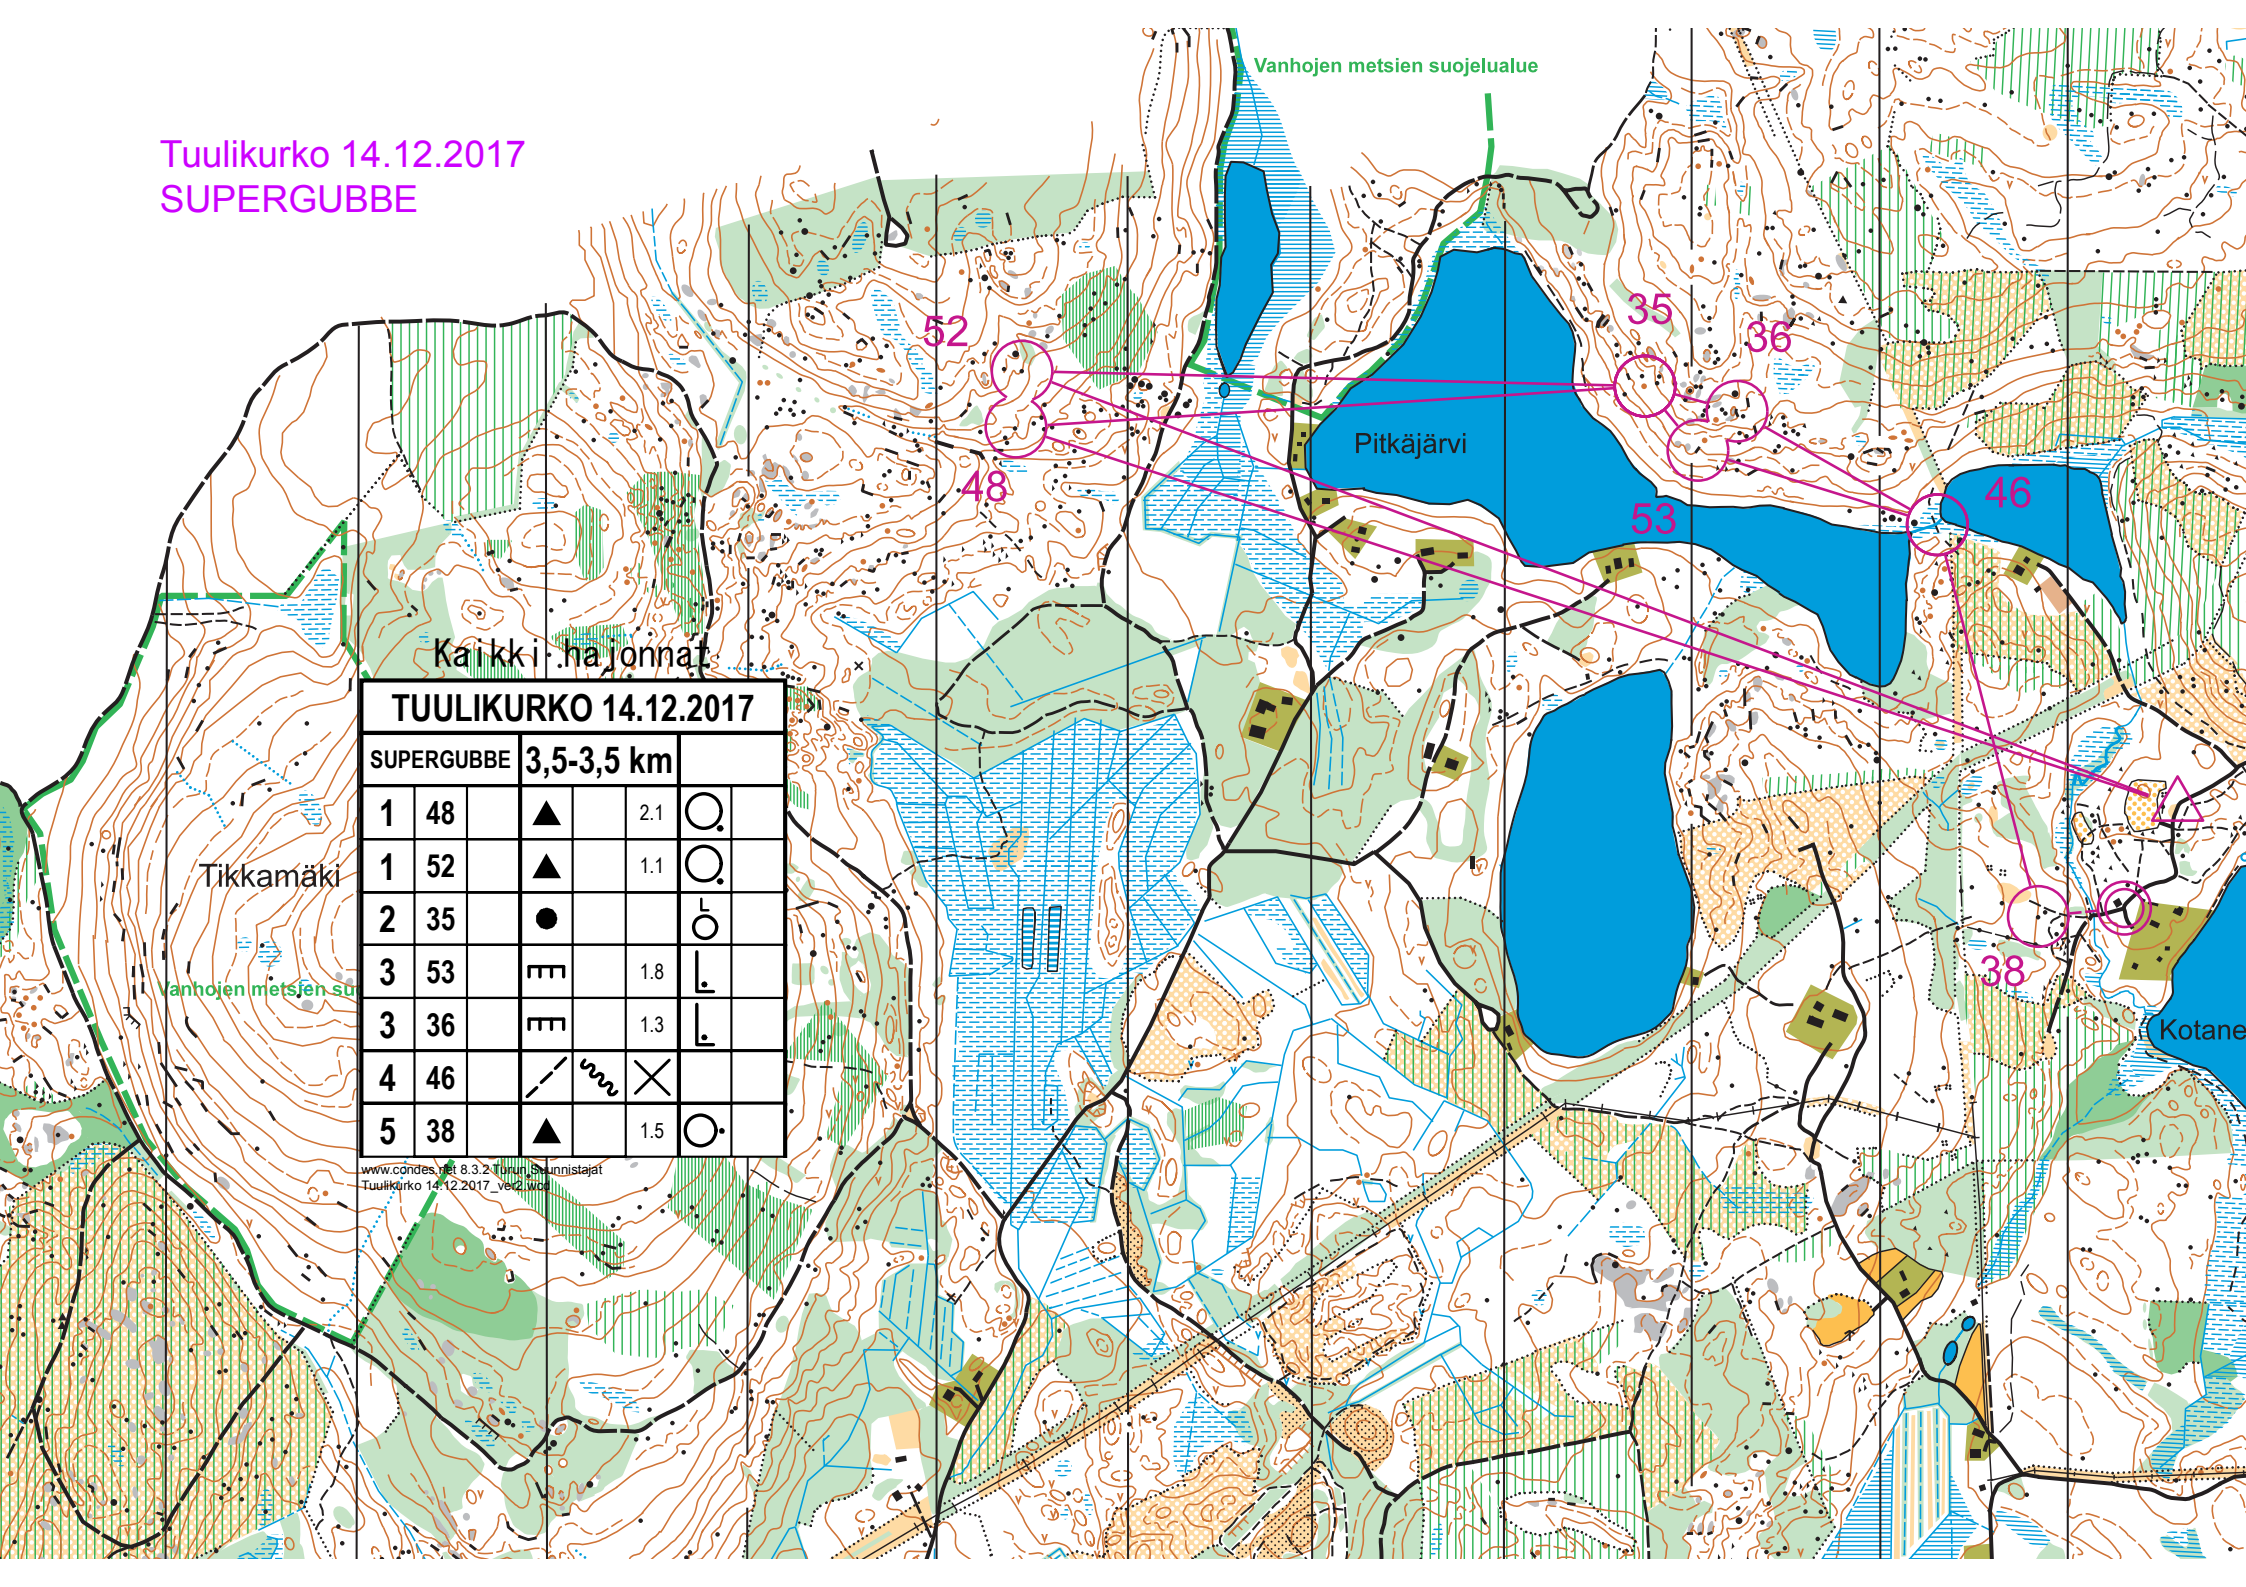 Vanhojen metsien suojelualue
Tuulikurko 14.12.2017
SUPERGUBBE
35
36
52
Pitkäjärvi
48
46
53
Kaikki hajonnat
TUULIKURKO 14.12.2017
SUPERGUBBE 3,5-3,5 km
1 48 2.1
1 52 1.1
2 35
3 53 1.8
3 36 1.3
4 46
5 38 1.5
www.condes.net 8.3.2 Turun Suunnistajat
Tuulikurko 14.12.2017_ver2.wcd
Tikkamäki
Vanhojen metsien su
38
Kotane